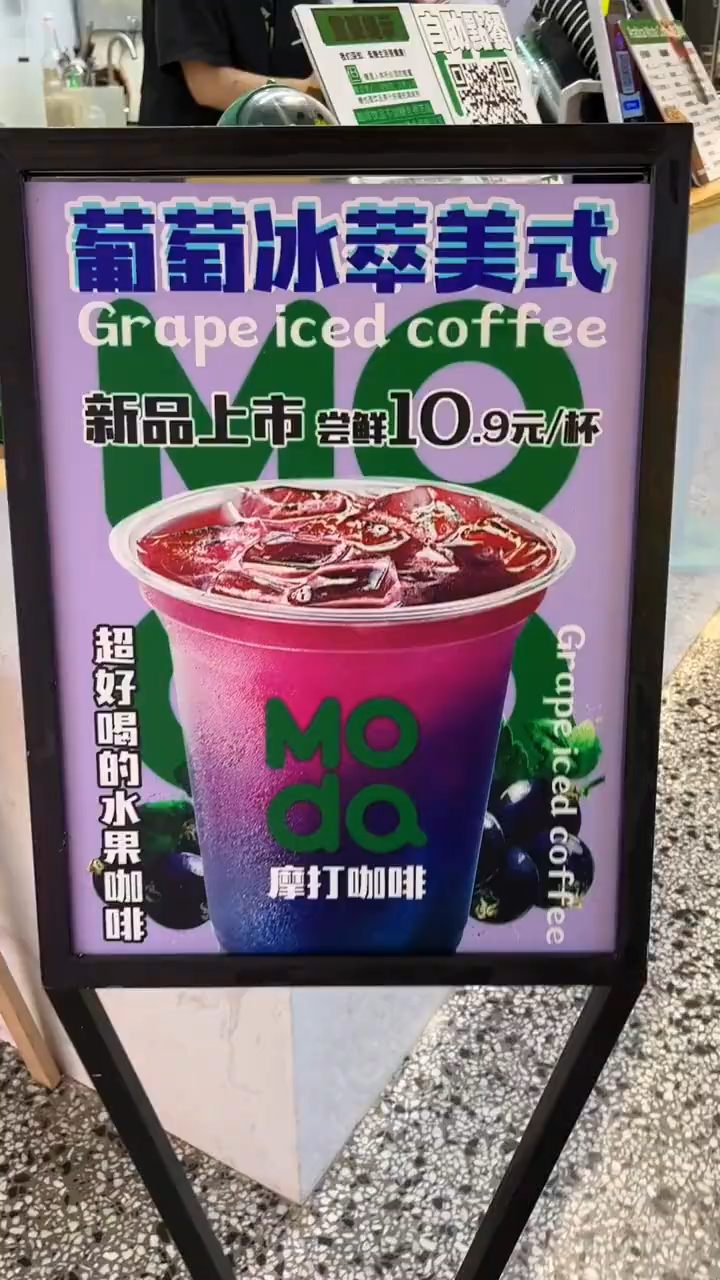 自助點餐
葡萄冰萃美式
Grape iced coffee
新品上市 尝鲜10.9元/杯
MO
超好喝的水果咖啡
Grape iced coffee
MO
da
摩打咖啡